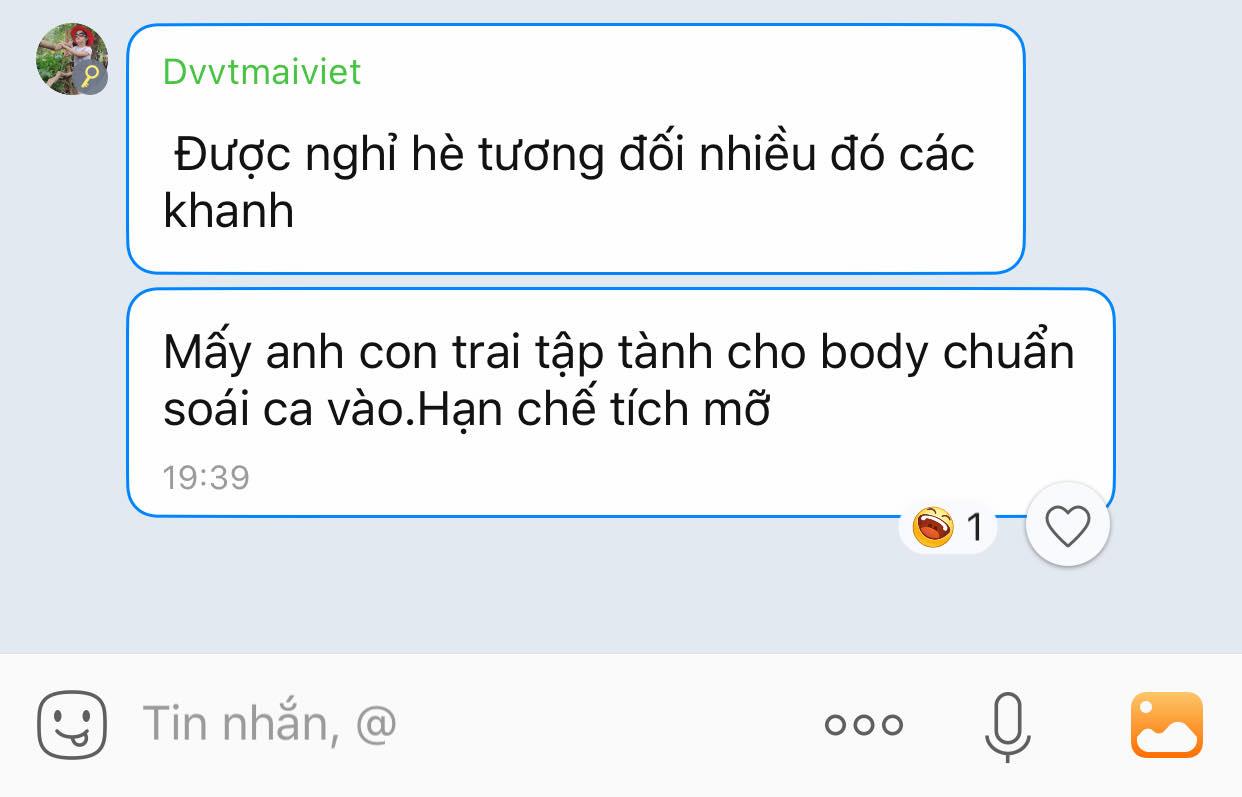 Dvvtmaiviet
Được nghỉ hè tương đối nhiều đó các
khanh
Mấy anh con trai tập tành cho body chuẩn
soái ca vào.Hạn chế tích mỡ
19:39
1
Tin nhắn, @